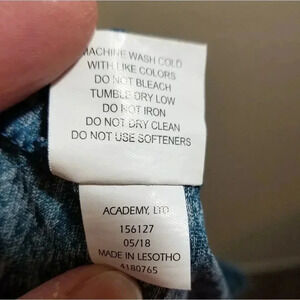 MACHINE WASH COLD
WITH LIKE COLORS
DO NOT BLEACH
TUMBLE DRY LOW
DO NOT IRON
DO NOT DRY CLEAN
DO NOT USE SOFTENERS
ACADEMY, LTD
156127
05/18
MADE IN LESOTHO
4180765